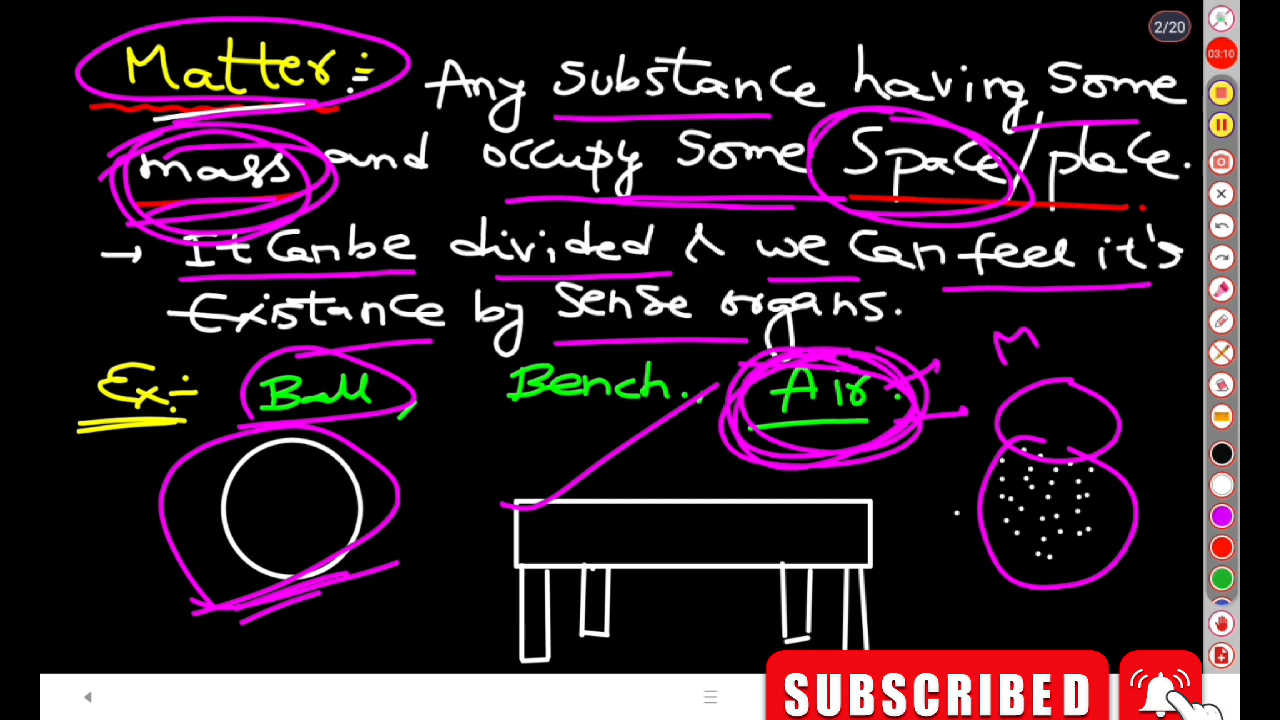 2/20
03:10
Matter :- Any substance having some
mass and occupy some Space/place.
→ It can be divided & we can feel it's
Existance by sense organs.
Ex:- Ball, Bench, Air.
M
SUBSCRIBED